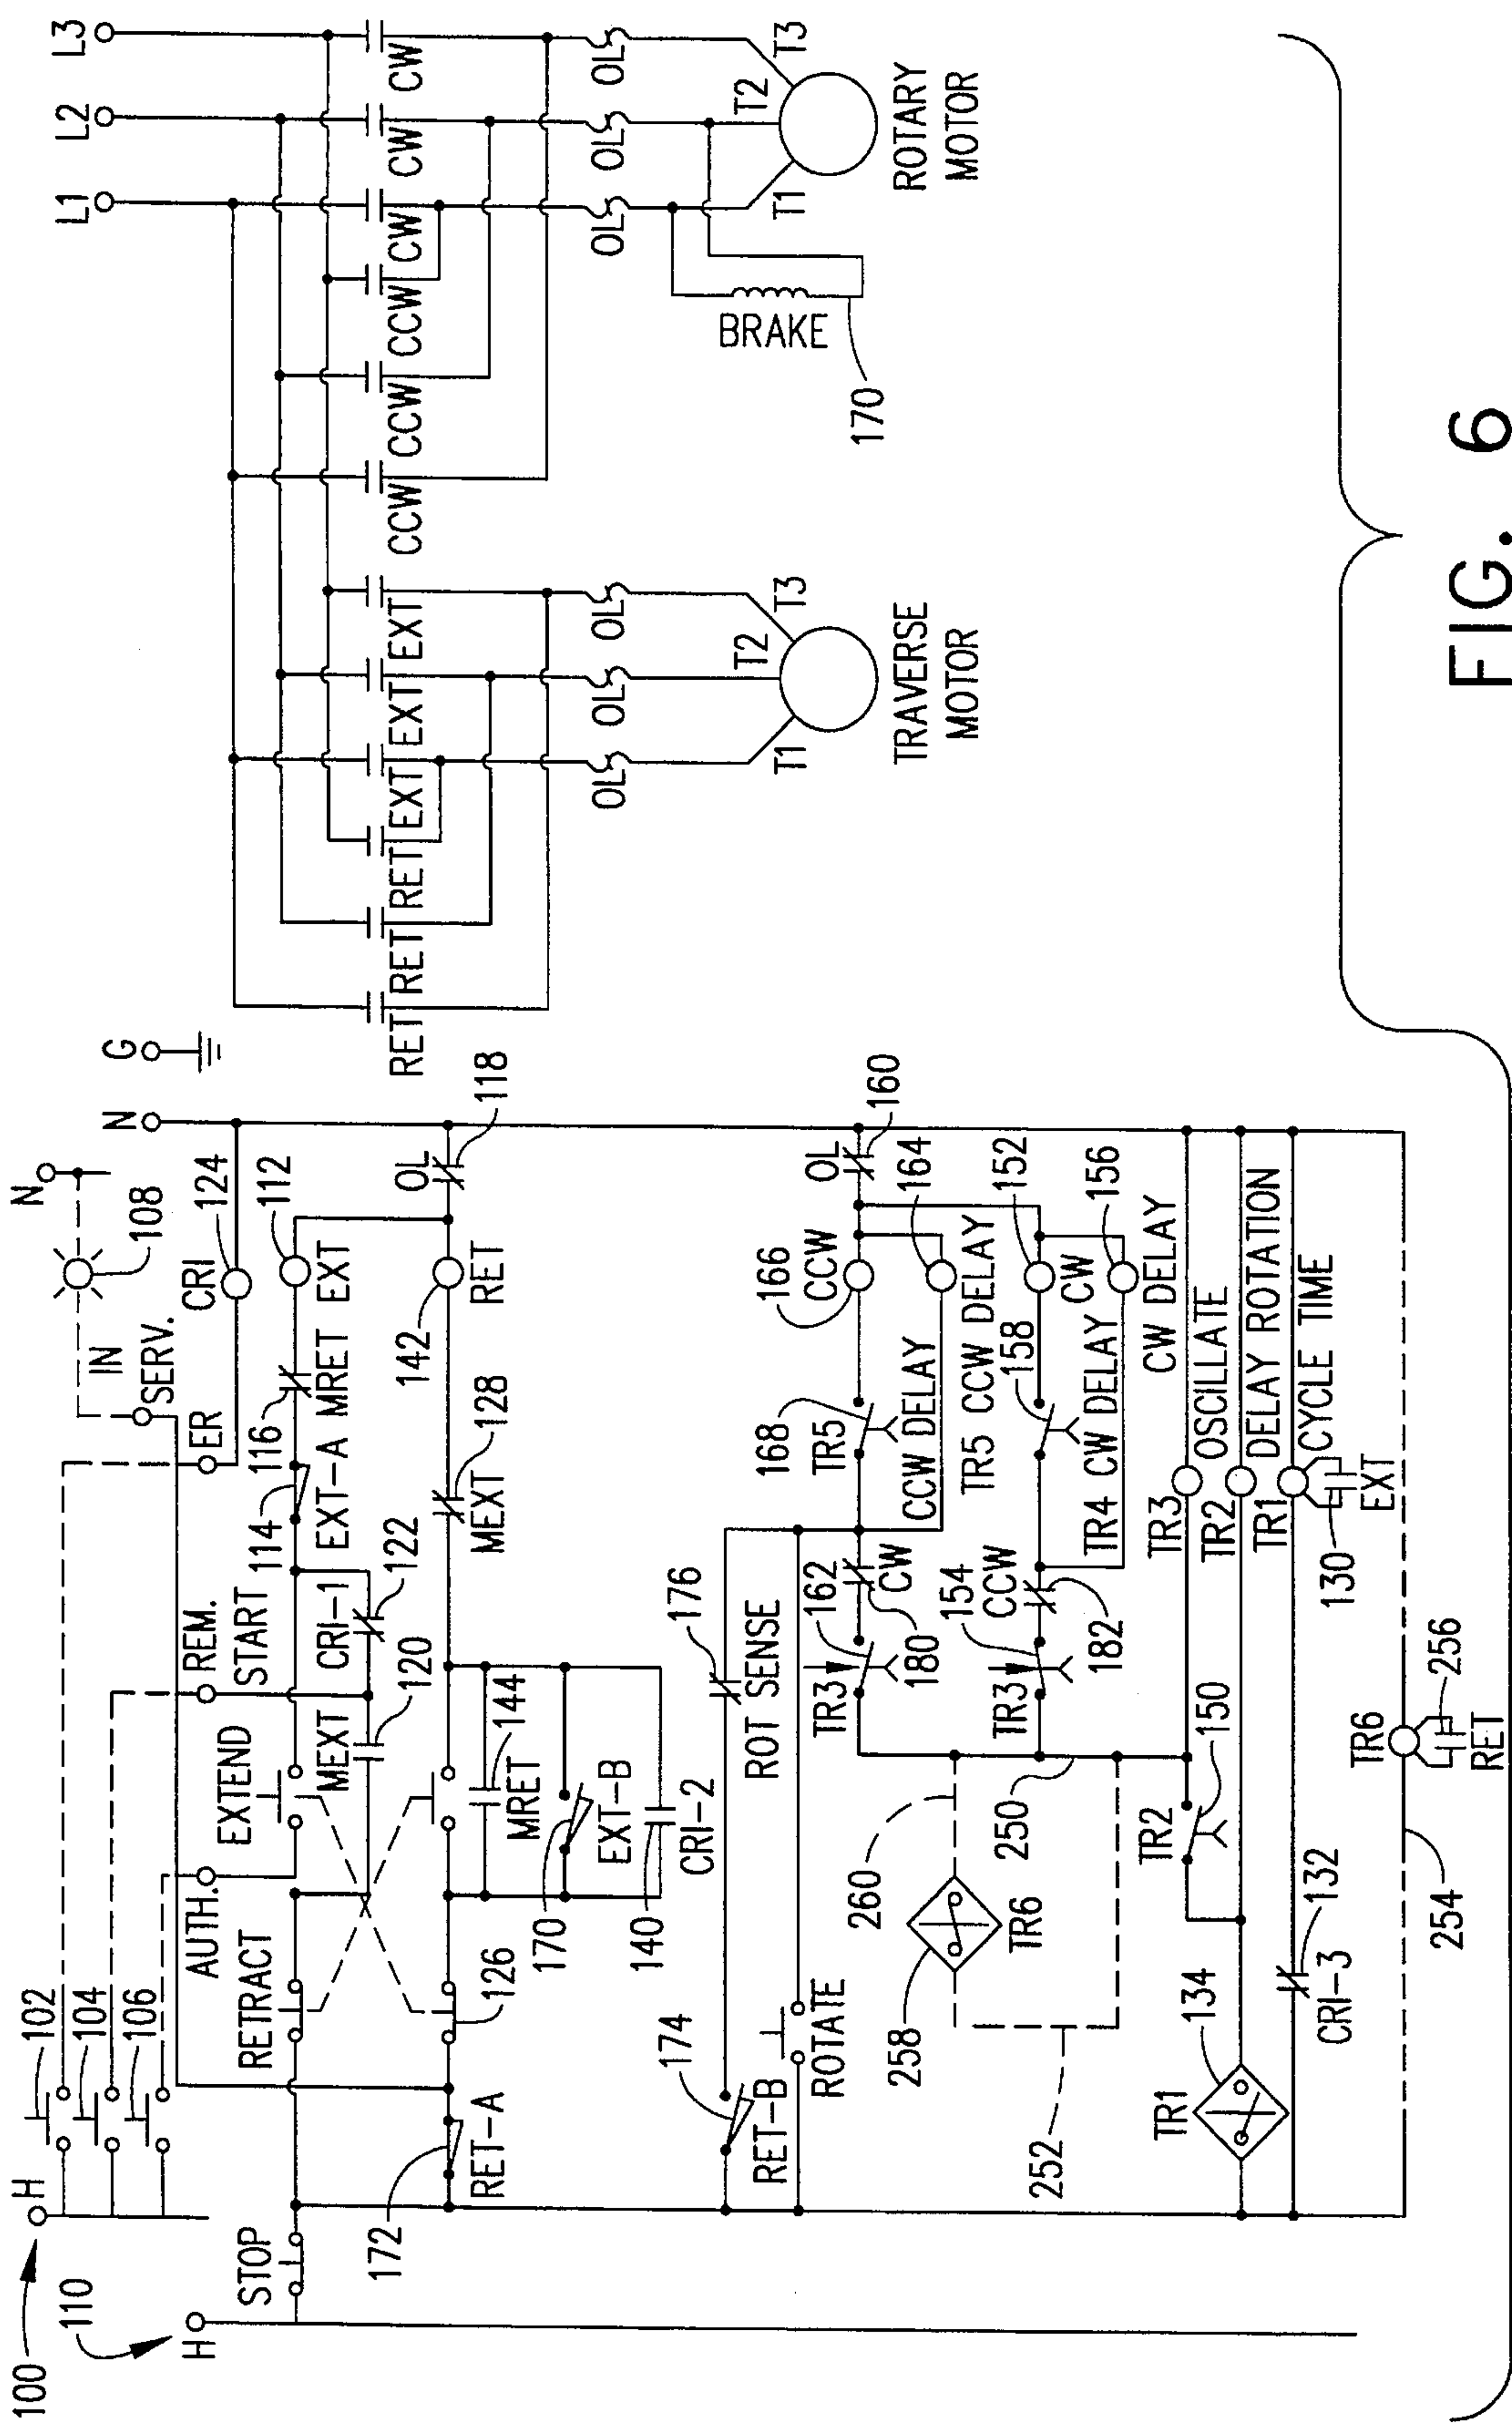 100
110
H
H
102
104
106
STOP
RETRACT
AUTH.
EXTEND
REM.
START
ER
SERV.
IN
N
108
N
G
CRI
124
112
EXT
MRET
116
EXT-A
114
CRI-1
122
MEXT
120
OL
118
RET
142
128
MEXT
172
RET-A
126
144
MRET
170
EXT-B
140
CRI-2
174
RET-B
176
ROT SENSE
ROTATE
OL
160
164
166
CCW
168
TR5
CCW DELAY
TR5 CCW DELAY
162
CW
TR3
180
152
CW
158
156
TR4 CW DELAY
CW DELAY
154
CCW
TR3
182
260
250
258
TR6
252
TR2
150
TR3
OSCILLATE
TR2
DELAY ROTATION
TR1
CYCLE TIME
134
TR1
132
CRI-3
130
EXT
254
TR6
256
RET
L1
L2
L3
RET
RET
RET
EXT
EXT
EXT
CCW
CCW
CCW
CW
CW
CW
OL
OL
OL
OL
OL
OL
T1
T2
T3
TRAVERSE
MOTOR
BRAKE
170
T1
T2
T3
ROTARY
MOTOR
FIG. 6